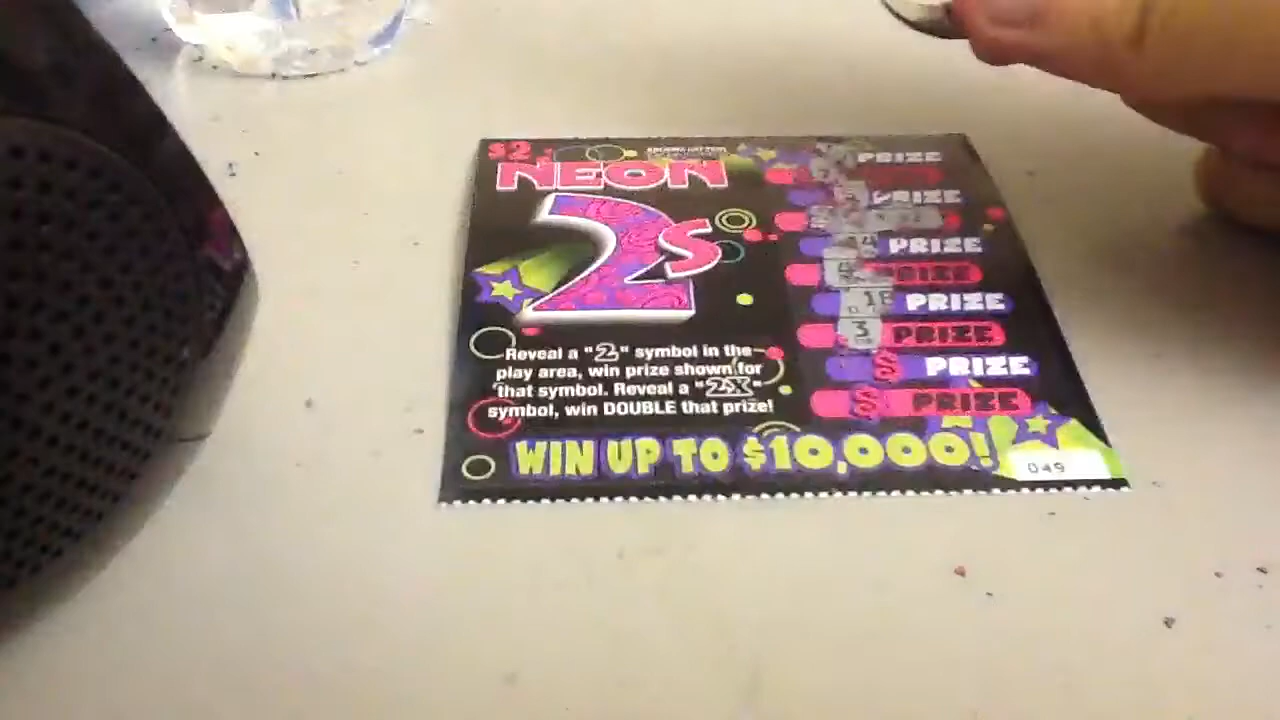 $2
NEON
2s
Reveal a "2" symbol in the
play area, win prize shown for
that symbol. Reveal a "2X"
symbol, win DOUBLE that prize!
WIN UP TO $10,000!
049
PRIZE
PRIZE
PRIZE
PRIZE
PRIZE
3 PRIZE
$ PRIZE
$ PRIZE